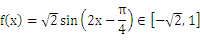 f(x) = √2 sin (2x − π/4) ∈ [−√2, 1]